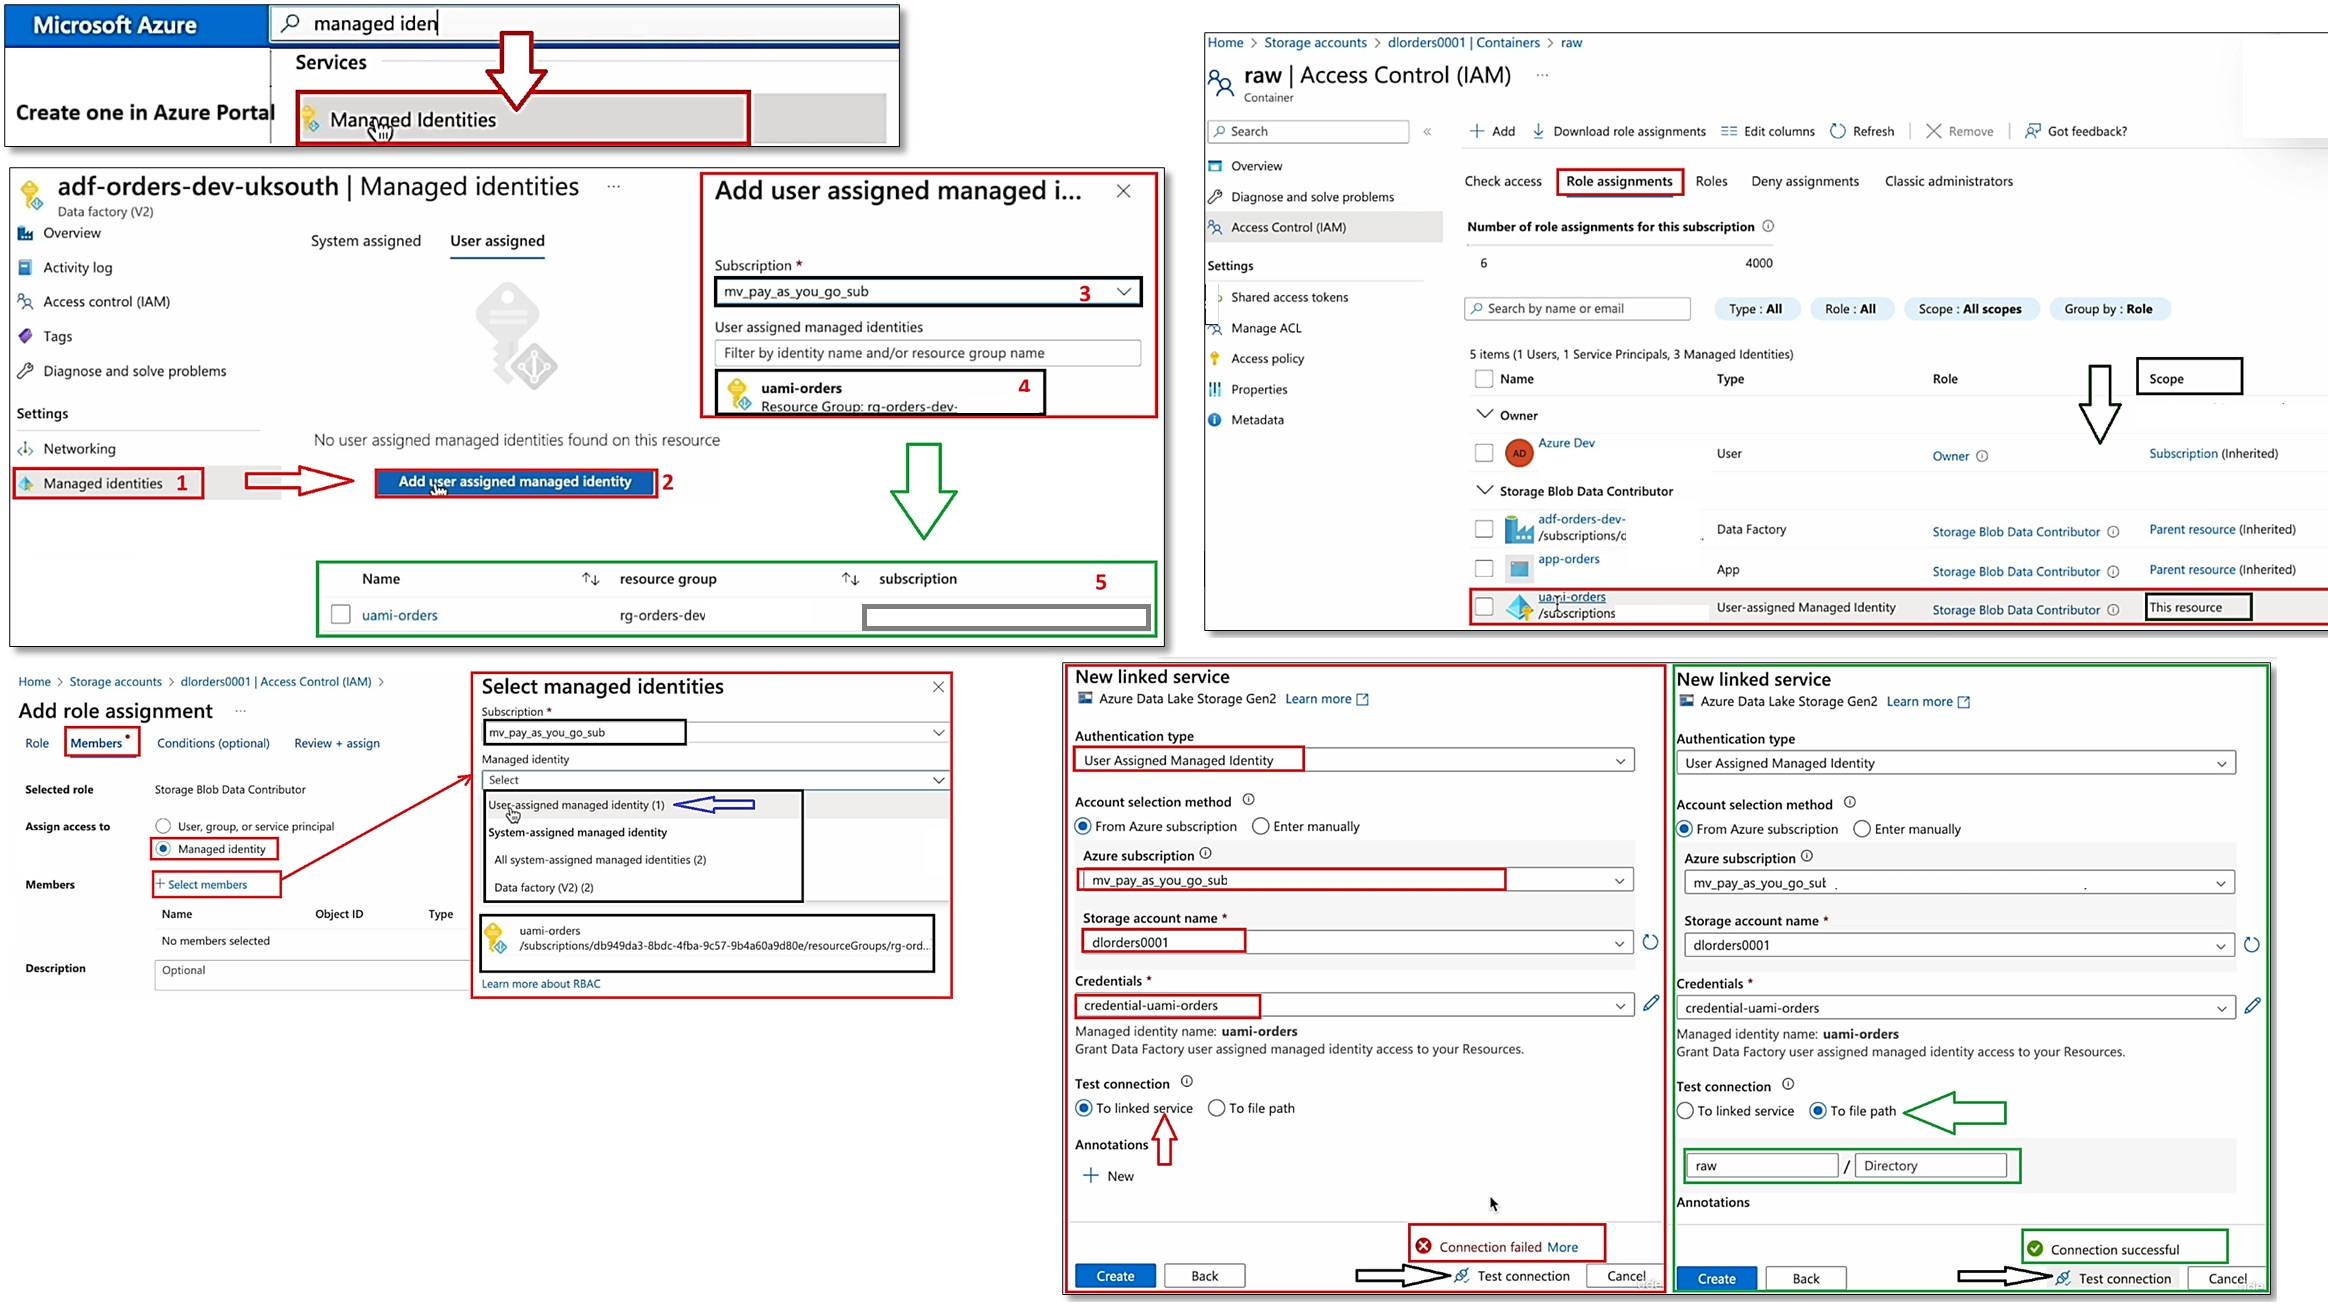 Microsoft Azure
managed iden
Services
Create one in Azure Portal
Managed Identities
adf-orders-dev-uksouth | Managed identities ...
Data factory (V2)
Overview
Activity log
Access control (IAM)
Tags
Diagnose and solve problems
Settings
Networking
Managed identities 1
System assigned User assigned
No user assigned managed identities found on this resource
Add user assigned managed identity 2
Add user assigned managed i...
Subscription *
mv_pay_as_you_go_sub 3
User assigned managed identities
Filter by identity name and/or resource group name
uami-orders 4
Resource Group: rg-orders-dev-
Name resource group subscription 5
uami-orders rg-orders-dev
Home > Storage accounts > dlorders0001 | Containers > raw
raw | Access Control (IAM) ...
Container
Search
Overview
Diagnose and solve problems
Access Control (IAM)
Settings
Shared access tokens
Manage ACL
Access policy
Properties
Metadata
Add Download role assignments Edit columns Refresh Remove Got feedback?
Check access Role assignments Roles Deny assignments Classic administrators
Number of role assignments for this subscription
6 4000
Search by name or email Type : All Role : All Scope : All scopes Group by : Role
5 items (1 Users, 1 Service Principals, 3 Managed Identities)
Name Type Role Scope
Owner
AD Azure Dev User Owner Subscription (Inherited)
Storage Blob Data Contributor
adf-orders-dev- Data Factory Storage Blob Data Contributor Parent resource (Inherited)
/subscriptions/d
app-orders App Storage Blob Data Contributor Parent resource (Inherited)
uami-orders User-assigned Managed Identity Storage Blob Data Contributor This resource
/subscriptions
Home > Storage accounts > dlorders0001 | Access Control (IAM) >
Add role assignment ...
Role Members Conditions (optional) Review + assign
Selected role Storage Blob Data Contributor
Assign access to User, group, or service principal
Managed identity
Members + Select members
Name Object ID Type
No members selected
Description Optional
Select managed identities
Subscription *
mv_pay_as_you_go_sub
Managed identity
Select
User-assigned managed identity (1)
System-assigned managed identity
All system-assigned managed identities (2)
Data factory (V2) (2)
uami-orders
/subscriptions/db949da3-8bdc-4fba-9c57-9b4a60a9d80e/resourceGroups/rg-ord...
Learn more about RBAC
New linked service
Azure Data Lake Storage Gen2 Learn more
Authentication type
User Assigned Managed Identity
Account selection method
From Azure subscription Enter manually
Azure subscription
mv_pay_as_you_go_sub
Storage account name *
dlorders0001
Credentials *
credential-uami-orders
Managed identity name: uami-orders
Grant Data Factory user assigned managed identity access to your Resources.
Test connection
To linked service To file path
Annotations
New
Connection failed More
Create Back Test connection Cancel
New linked service
Azure Data Lake Storage Gen2 Learn more
Authentication type
User Assigned Managed Identity
Account selection method
From Azure subscription Enter manually
Azure subscription
mv_pay_as_you_go_sub
Storage account name *
dlorders0001
Credentials *
credential-uami-orders
Managed identity name: uami-orders
Grant Data Factory user assigned managed identity access to your Resources.
Test connection
To linked service To file path
raw / Directory
Annotations
Connection successful
Create Back Test connection Cancel